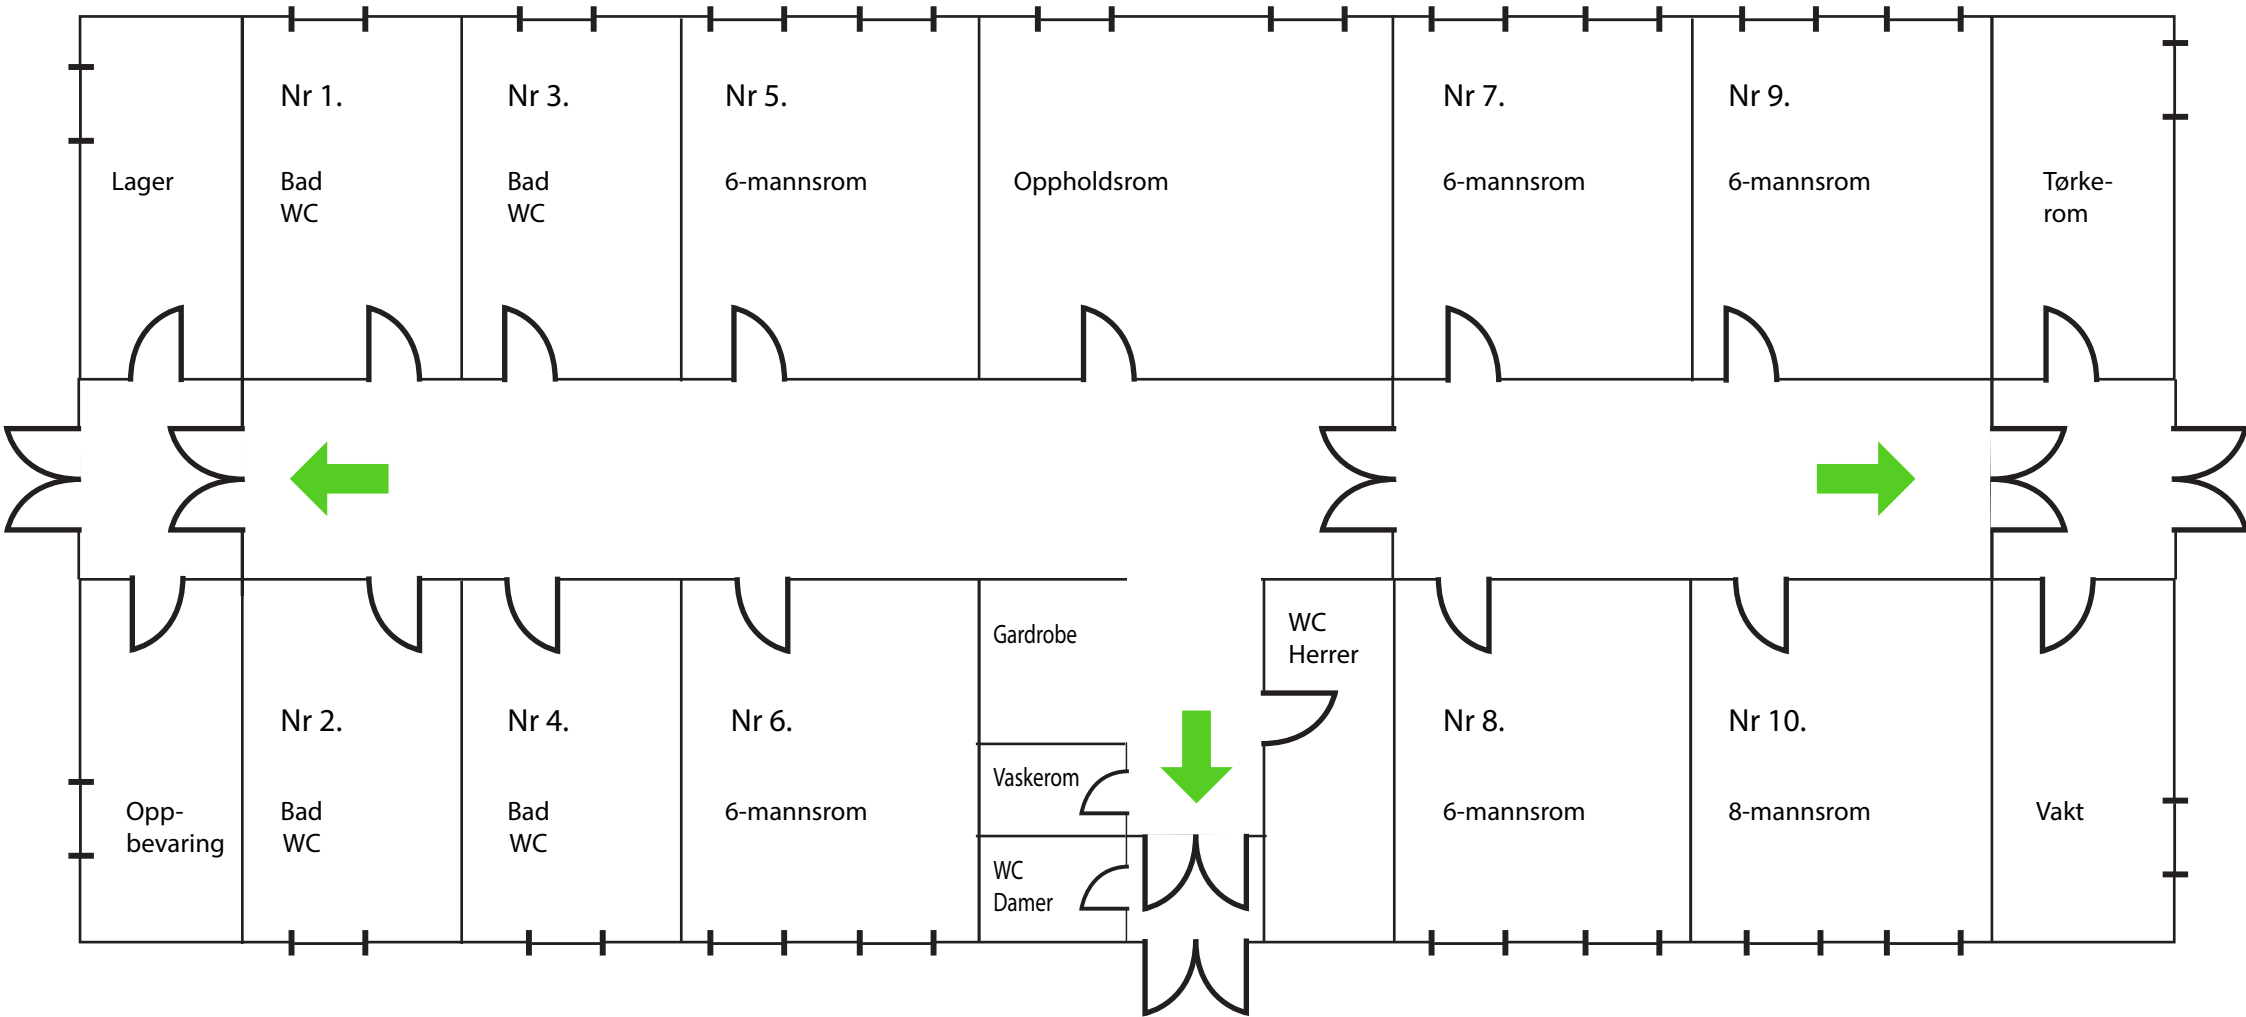 Nr 1.
Nr 3.
Nr 5.
Nr 7.
Nr 9.
Lager
Bad
WC
Bad
WC
6-mannsrom
Oppholdsrom
6-mannsrom
6-mannsrom
Tørke-
rom
Gardrobe
WC
Herrer
Nr 2.
Nr 4.
Nr 6.
Nr 8.
Nr 10.
Vaskerom
Opp-
bevaring
Bad
WC
Bad
WC
6-mannsrom
WC
Damer
6-mannsrom
8-mannsrom
Vakt